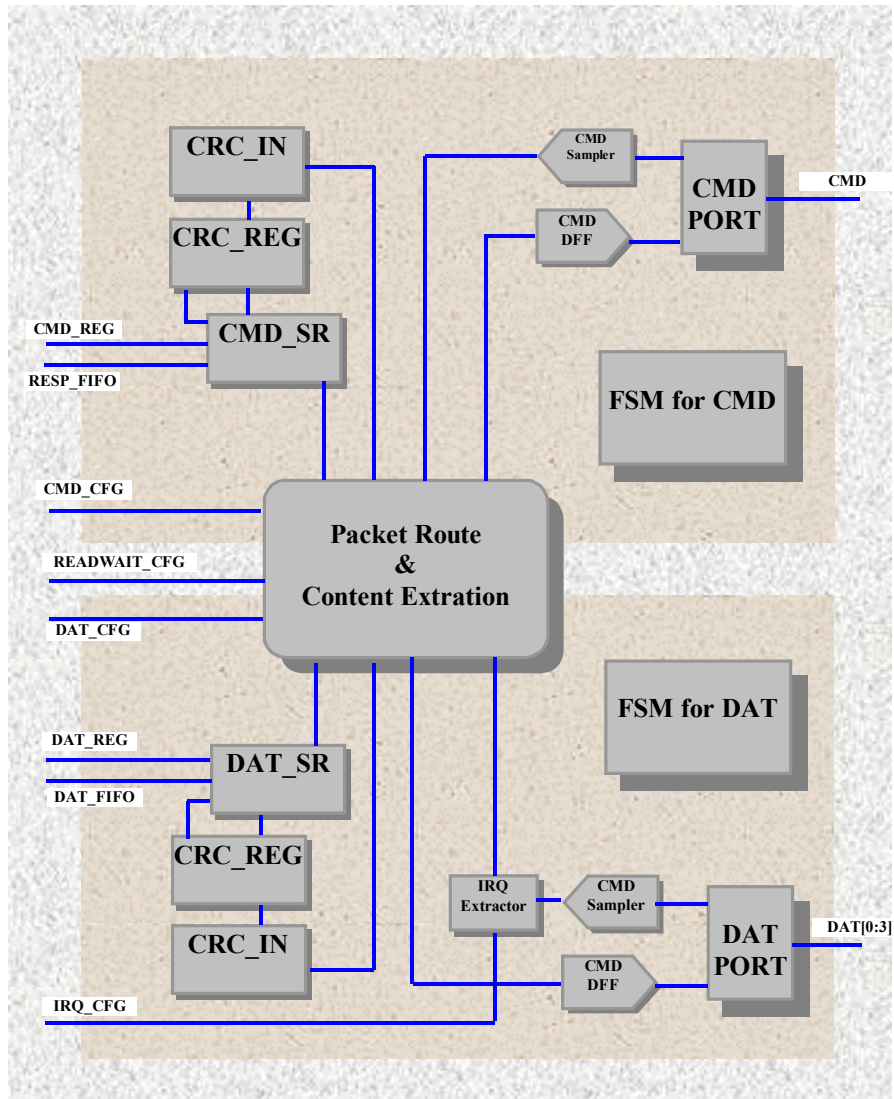 CRC_IN
CMD
Sampler
CMD
PORT
CMD
CRC_REG
CMD
DFF
CMD_REG
CMD_SR
RESP_FIFO
FSM for CMD
CMD_CFG
Packet Route
&
Content Extration
READWAIT_CFG
DAT_CFG
FSM for DAT
DAT_REG
DAT_SR
DAT_FIFO
CRC_REG
IRQ
Extractor
CMD
Sampler
DAT
PORT
DAT[0:3]
CRC_IN
CMD
DFF
IRQ_CFG